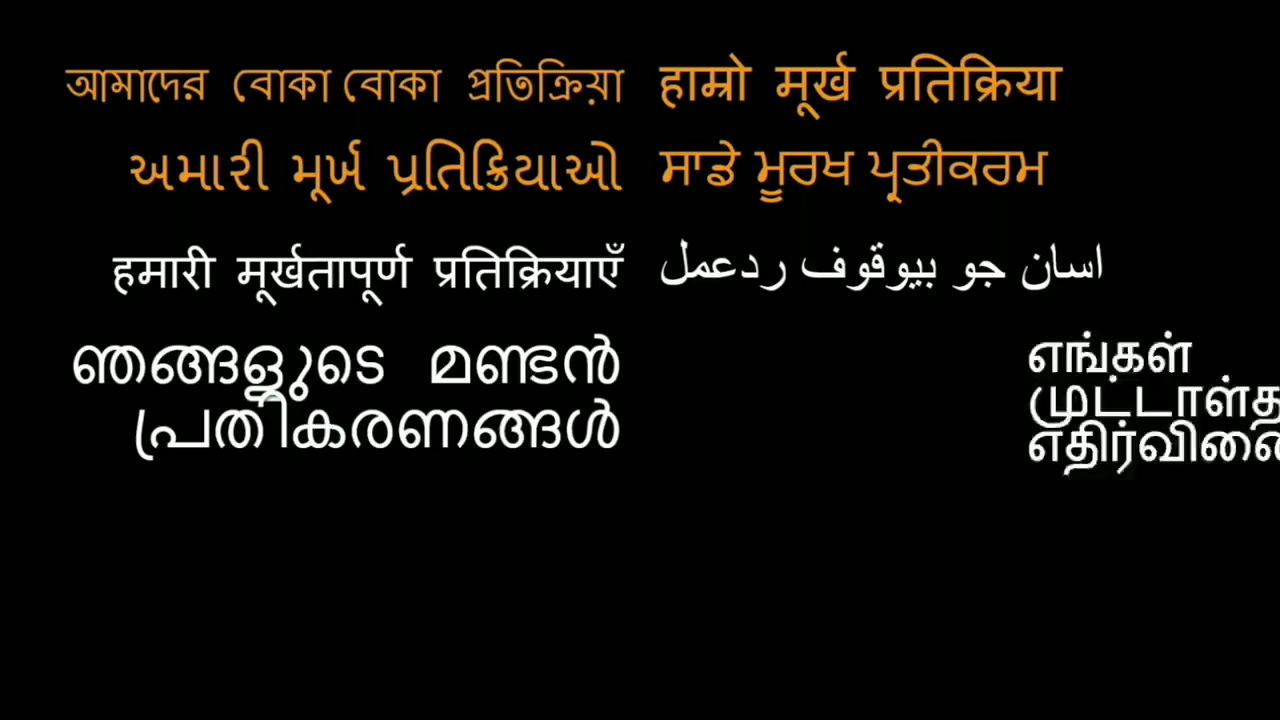 আমাদের বোকা বোকা প্রতিক্রিয়া
हाम्रो मूर्ख प्रतिक्रिया
અમારી મૂર્ખ પ્રતિક્રિયાઓ
ਸਾਡੇ ਮੂਰਖ ਪ੍ਰਤੀਕਰਮ
हमारी मूर्खतापूर्ण प्रतिक्रियाएँ
اسان جو بيوقوف ردعمل
ഞങ്ങളുടെ മണ്ടൻ
പ്രതികരണങ്ങൾ
எங்கள்